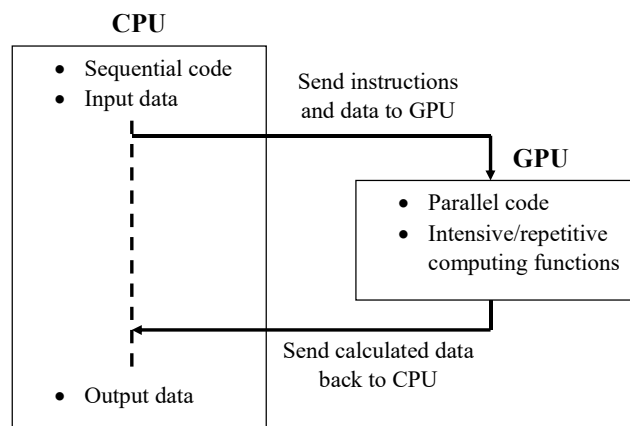 CPU
• Sequential code
• Input data
Send instructions
and data to GPU
GPU
• Parallel code
• Intensive/repetitive
computing functions
Send calculated data
back to CPU
• Output data